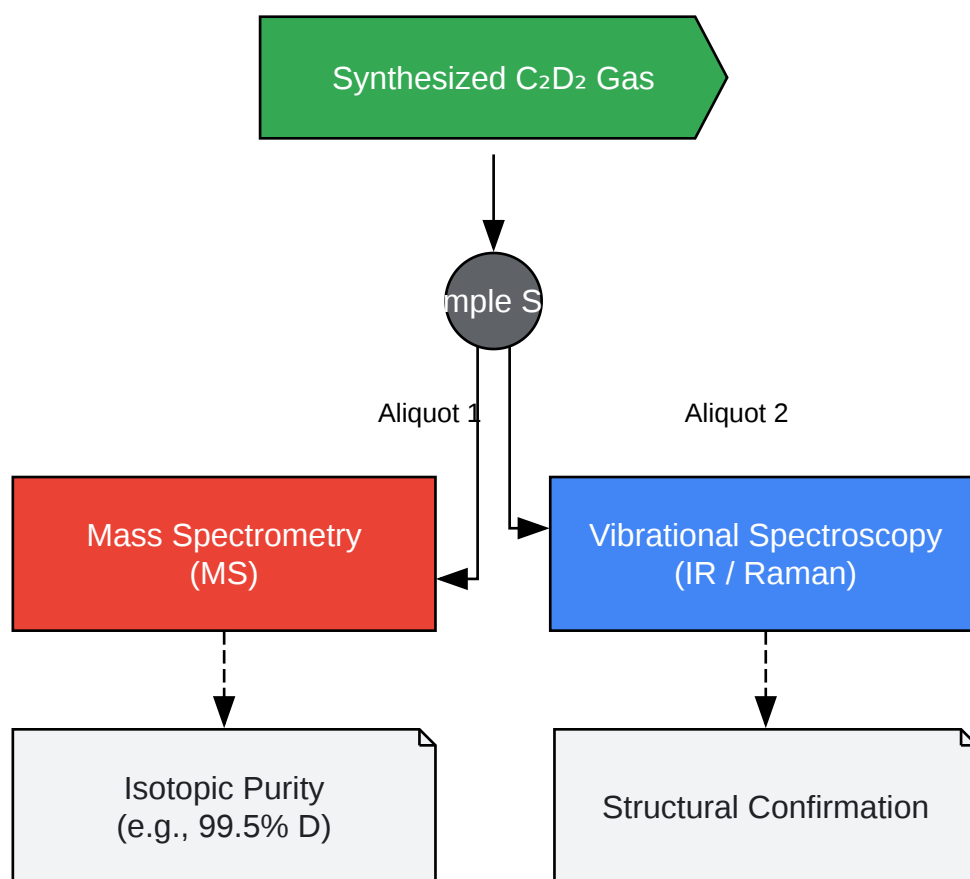 Synthesized C₂D₂ Gas
mple S
Aliquot 1
Aliquot 2
Mass Spectrometry
(MS)
Vibrational Spectroscopy
(IR / Raman)
Isotopic Purity
(e.g., 99.5% D)
Structural Confirmation